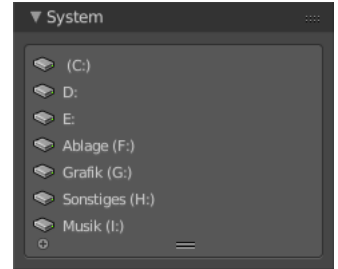 System
(C:)
D:
E:
Ablage (F:)
Grafik (G:)
Sonstiges (H:)
Musik (I:)